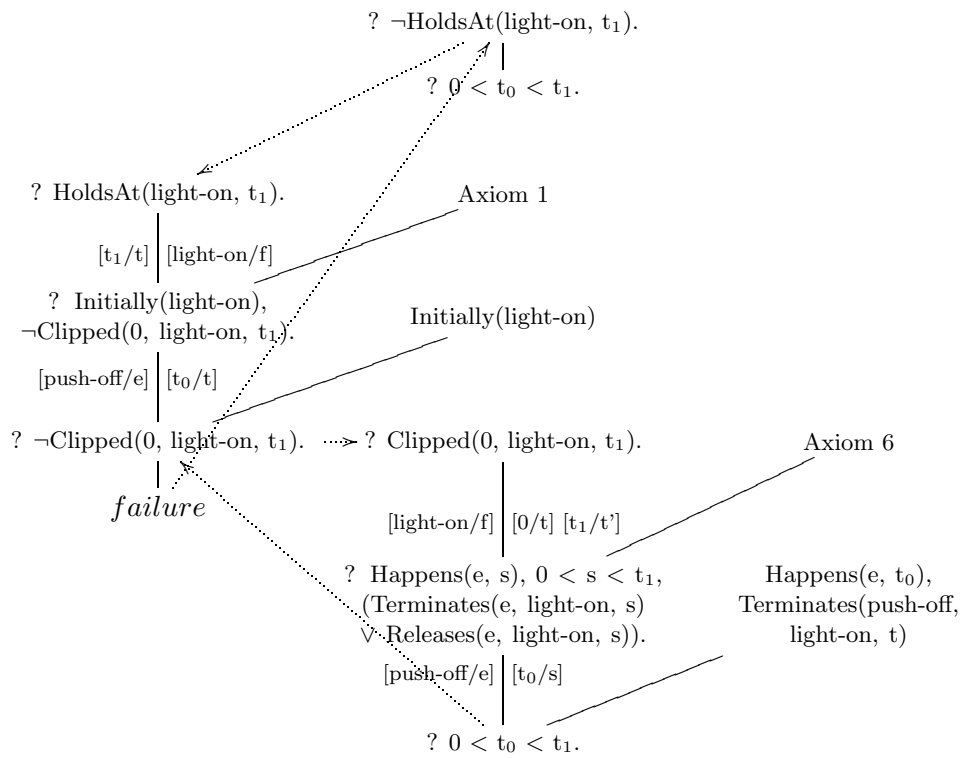 ? ¬HoldsAt(light-on, t₁).
? 0 < t₀ < t₁.
? HoldsAt(light-on, t₁).
Axiom 1
[t₁/t] [light-on/f]
? Initially(light-on),
¬Clipped(0, light-on, t₁).
Initially(light-on)
[push-off/e] [t₀/t]
? ¬Clipped(0, light-on, t₁).
? Clipped(0, light-on, t₁).
Axiom 6
failure
[light-on/f] [0/t] [t₁/t']
? Happens(e, s), 0 < s < t₁,
(Terminates(e, light-on, s)
∨ Releases(e, light-on, s)).
Happens(e, t₀),
Terminates(push-off,
light-on, t)
[push-off/e] [t₀/s]
? 0 < t₀ < t₁.